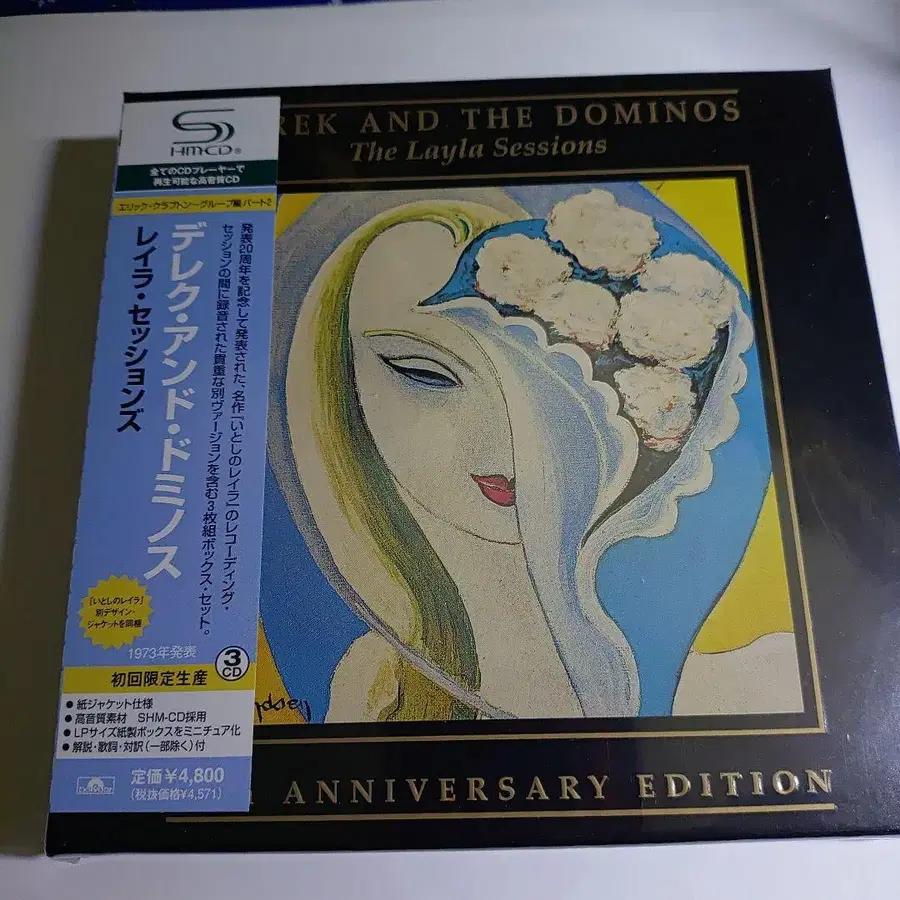 REK AND THE DOMINOS
The Layla Sessions
SHM-CD®
全てのCDプレーヤーで
再生可能な高音質CD
エリック・クラプトン〜グループ編 パート2
デレク・アンド・ドミノス
レイラ・セッションズ
発表20周年を記念して発表された、名作『いとしのレイラ』のレコーディング・
セッションの間に録音された貴重な別ヴァージョンを含む3枚組ボックス・セット。
「いとしのレイラ」
別デザイン・
ジャケットを同梱
1973年発表
3
CD
初回限定生産
● 紙ジャケット仕様
● 高音質素材 SHM-CD採用
● LPサイズ紙製ボックスをミニチュア化
● 解説・歌詞・対訳(一部除く)付
定価¥4,800
(税抜価格¥4,571)
polydor
ANNIVERSARY EDITION